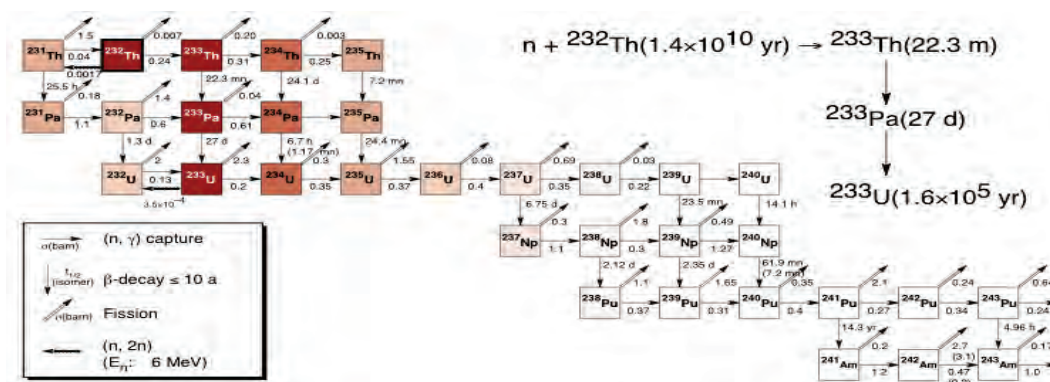 1.5 0.007 0.20 0.003
²³¹Th ²³²Th ²³³Th ²³⁴Th ²³⁵Th
0.04 0.24 0.31 0.25
0.0017
25.5 h 22.3 mn 24.1 d 7.2 mn
0.18 1.4 0.04
²³¹Pa ²³²Pa ²³³Pa ²³⁴Pa ²³⁵Pa
1.1 0.6 0.61
1.3 d 27 d 6.7 h 24.4 mn
(1.17 mn)
2 2.3 0.3 1.55 0.08 0.69 0.03
²³²U ²³³U ²³⁴U ²³⁵U ²³⁶U ²³⁷U ²³⁸U ²³⁹U ²⁴⁰U
0.13 0.2 0.35 0.37 0.4 0.35 0.22
3.5×10⁻⁴
6.75 d 23.5 mn 14.1 h
0.3 1.8 0.49
²³⁷Np ²³⁸Np ²³⁹Np ²⁴⁰Np
1.1 0.3 1.27
2.12 d 2.35 d 61.9 mn
(7.2 mn)
1.1 1.65 0.35 2.1 0.24 0.64
²³⁸Pu ²³⁹Pu ²⁴⁰Pu ²⁴¹Pu ²⁴²Pu ²⁴³Pu
0.37 0.31 0.4 0.27 0.34 0.24
14.3 yr 4.96 h
0.2 2.7 0.17
(3.1)
²⁴¹Am ²⁴²Am ²⁴³Am
1.2 0.47 1.0
n + ²³²Th(1.4×10¹⁰ yr) → ²³³Th(22.3 m)
²³³Pa(27 d)
²³³U(1.6×10⁵ yr)
σ(barn) (n, γ) capture
t₁/₂
(isomer) β-decay ≤ 10 a
σ(barn) Fission
(n, 2n)
(Eₙ: 6 MeV)